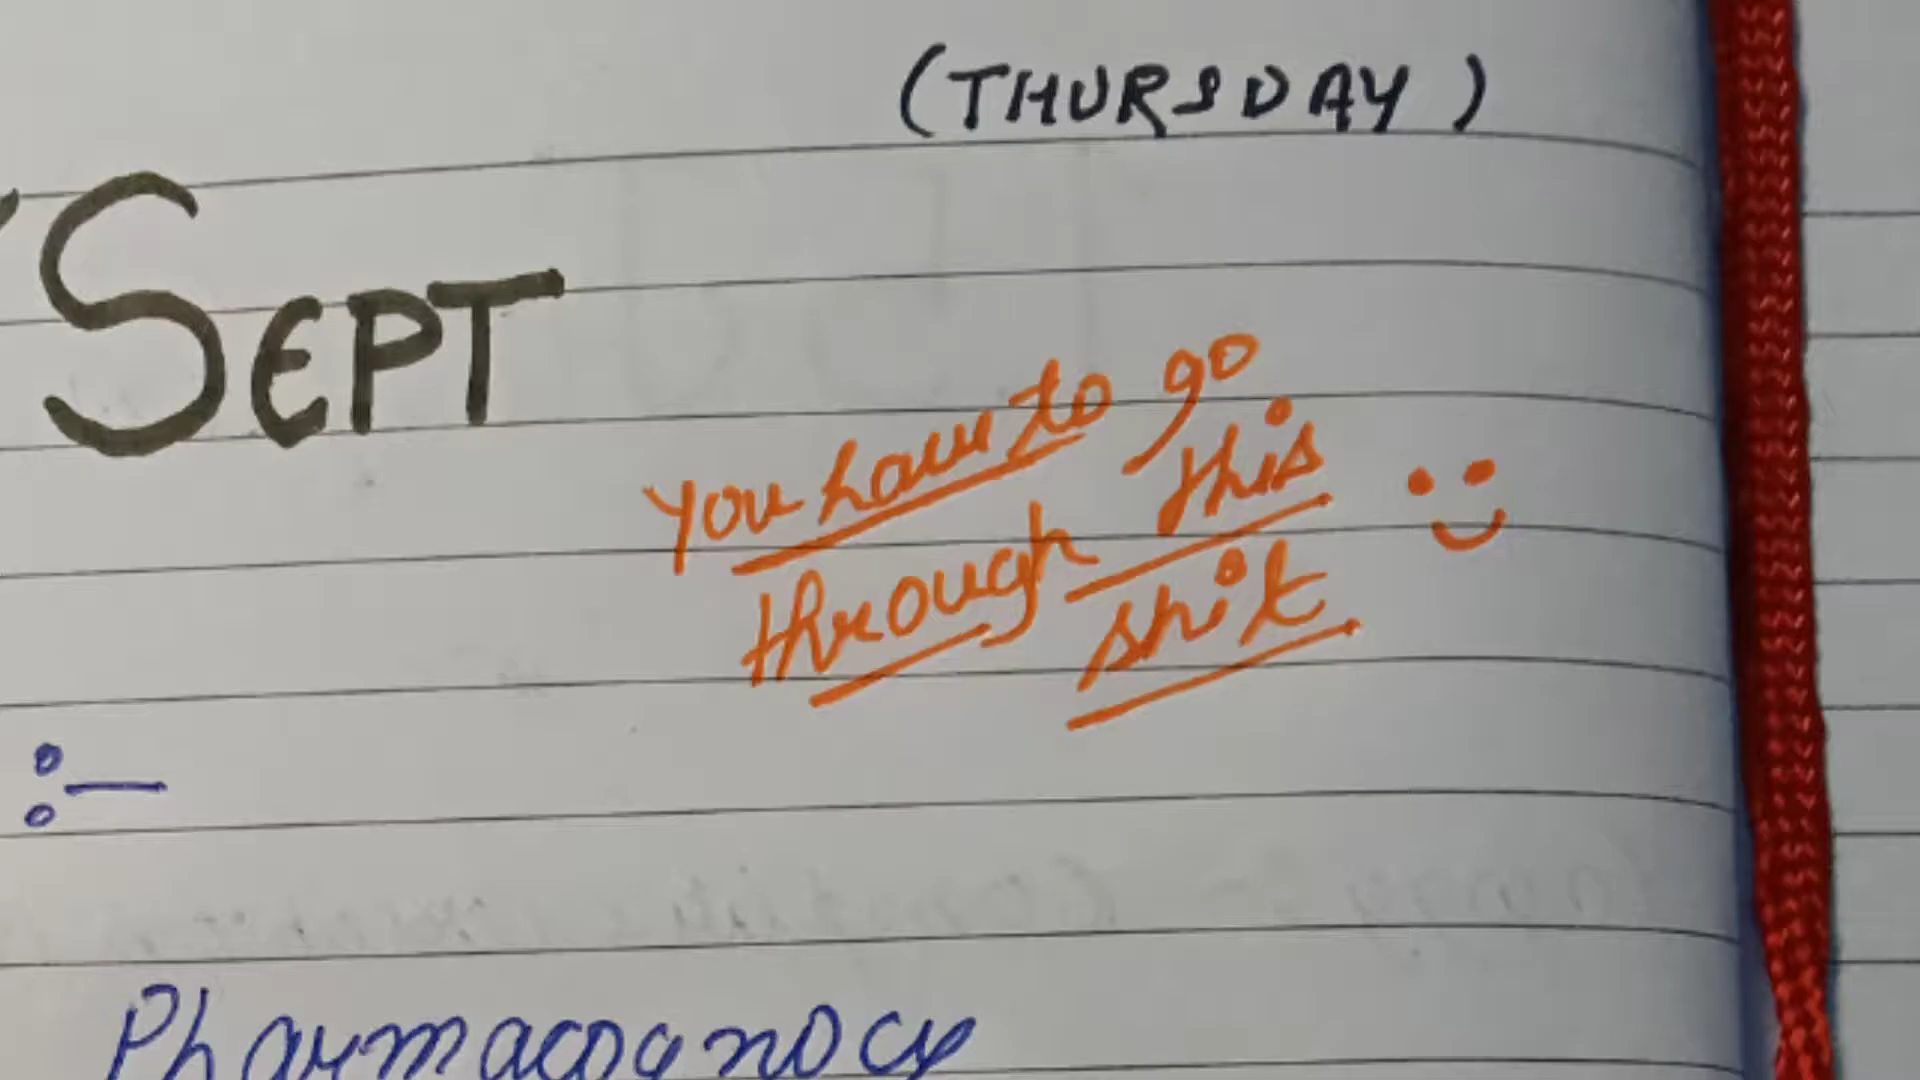 (THURSDAY)
SEPT
You have to go
through this
shit
:-
Pharmacognocy